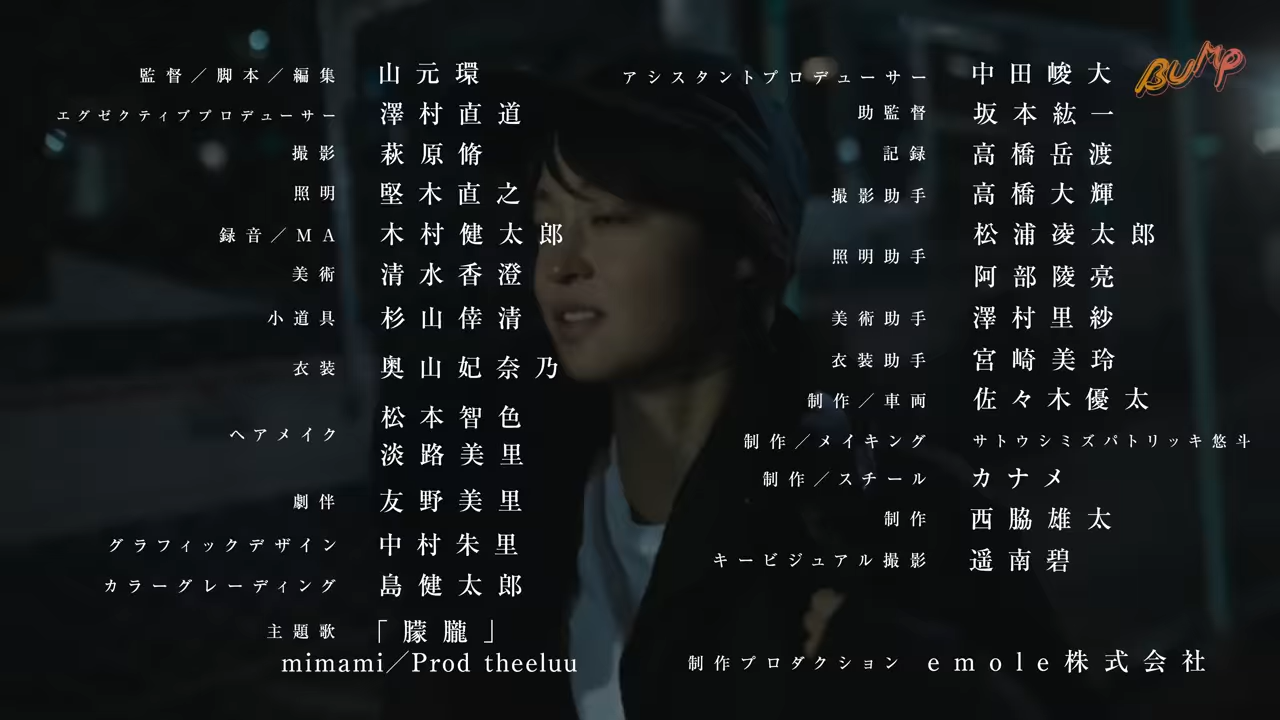 監督／脚本／編集 山元環
エグゼクティブプロデューサー 澤村直道
撮影 萩原脩
照明 堅木直之
録音／MA 木村健太郎
美術 清水香澄
小道具 杉山倖清
衣装 奥山妃奈乃
ヘアメイク 松本智色
淡路美里
劇伴 友野美里
グラフィックデザイン 中村朱里
カラーグレーディング 島健太郎
主題歌 「朦朧」
mimami／Prod theeluu
アシスタントプロデューサー 中田峻大
助監督 坂本紘一
記録 高橋岳渡
撮影助手 高橋大輝
照明助手 松浦凌太郎
阿部陵亮
美術助手 澤村里紗
衣装助手 宮崎美玲
制作／車両 佐々木優太
制作／メイキング サトウシミズパトリッキ悠斗
制作／スチール カナメ
制作 西脇雄太
キービジュアル撮影 遥南碧
制作プロダクション emole株式会社
BUMP